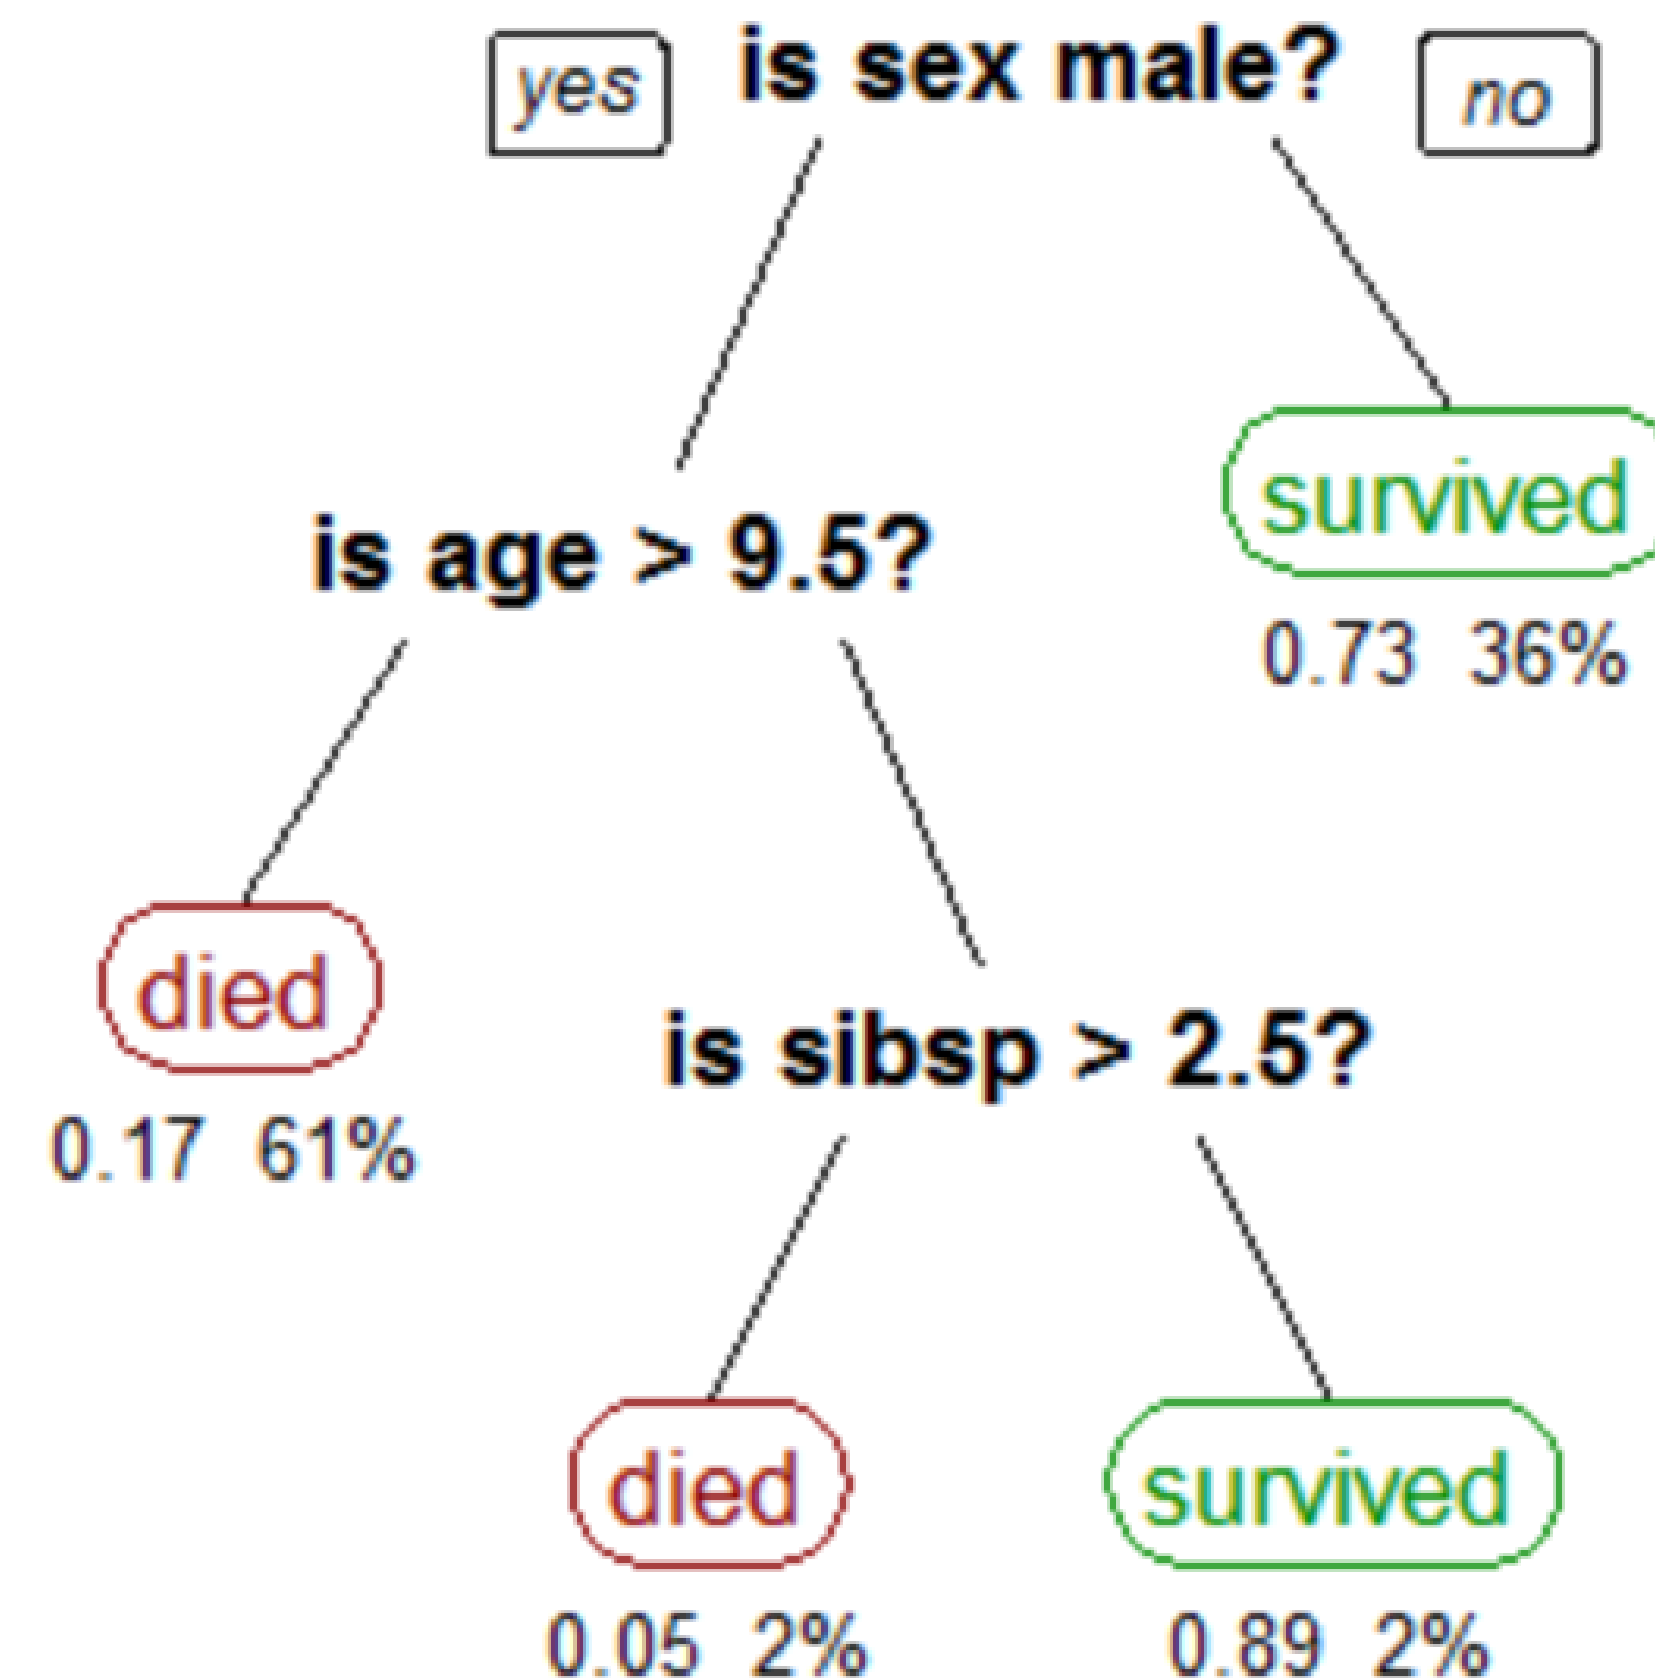 yes is sex male? no
survived
0.73 36%
is age > 9.5?
died
0.17 61%
is sibsp > 2.5?
died survived
0.05 2% 0.89 2%